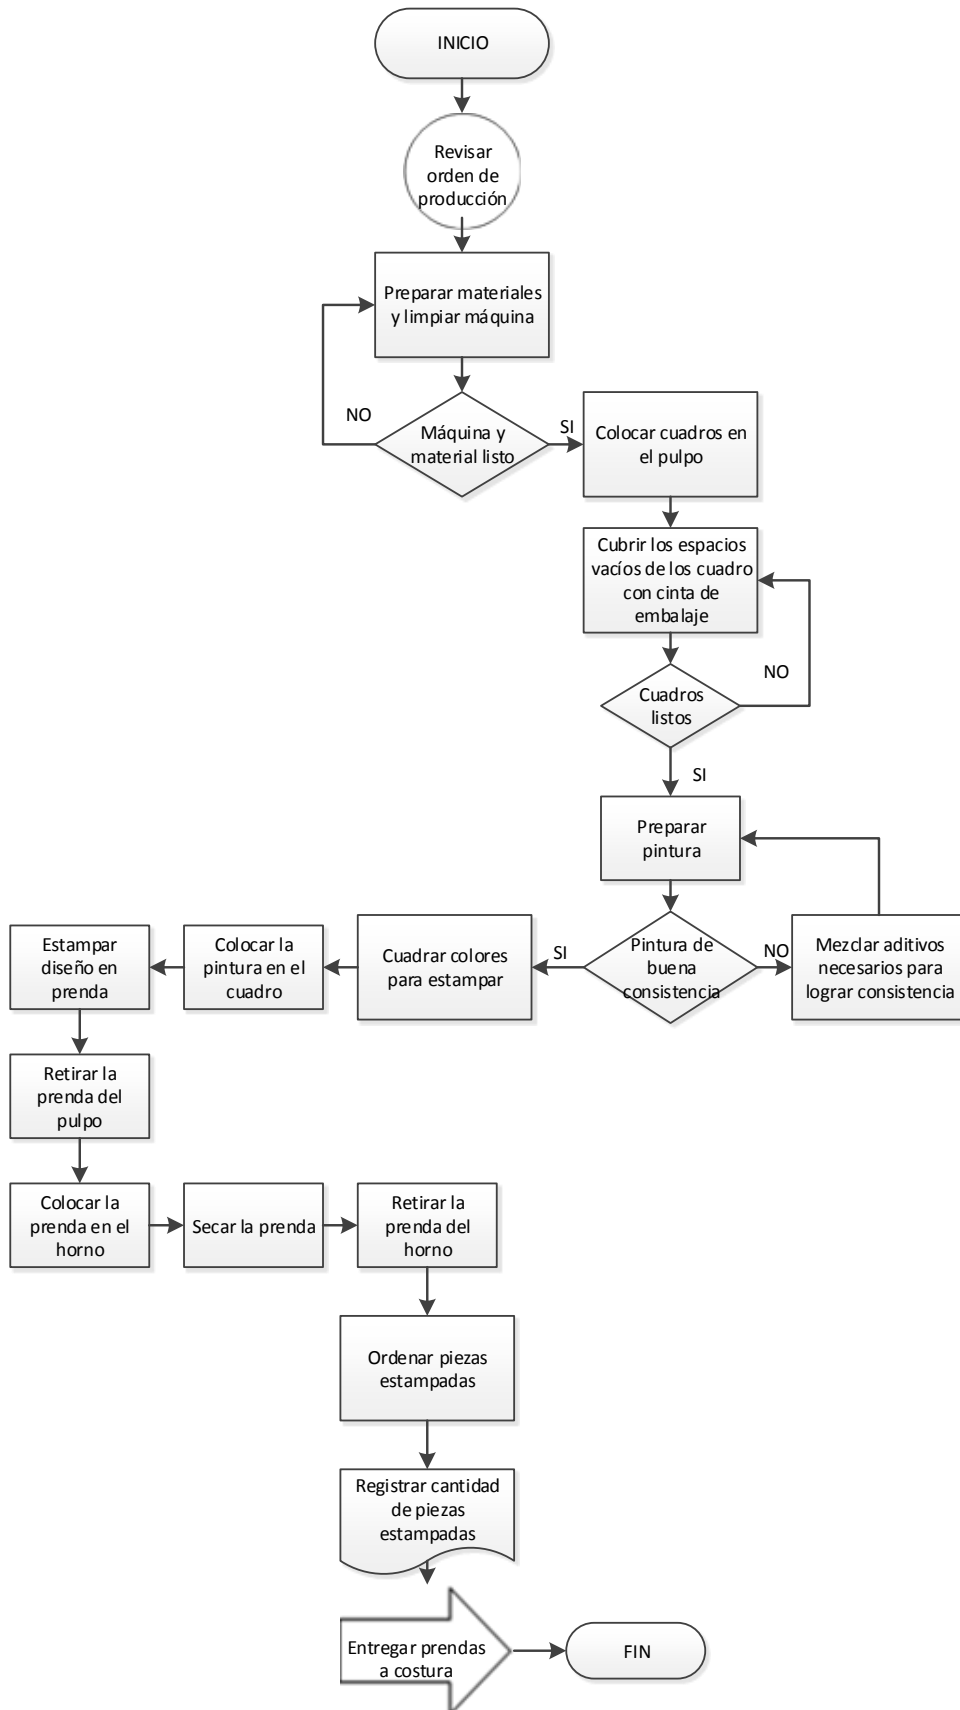 INICIO
Revisar
orden de
producción
Preparar materiales
y limpiar máquina
NO
Máquina y
material listo
SI
Colocar cuadros en
el pulpo
Cubrir los espacios
vacíos de los cuadro
con cinta de
embalaje
NO
Cuadros
listos
SI
Preparar
pintura
Pintura de
buena
consistencia
NO
Mezclar aditivos
necesarios para
lograr consistencia
SI
Cuadrar colores
para estampar
Colocar la
pintura en el
cuadro
Estampar
diseño en
prenda
Retirar la
prenda del
pulpo
Colocar la
prenda en el
horno
Secar la prenda
Retirar la
prenda del
horno
Ordenar piezas
estampadas
Registrar cantidad
de piezas
estampadas
Entregar prendas
a costura
FIN